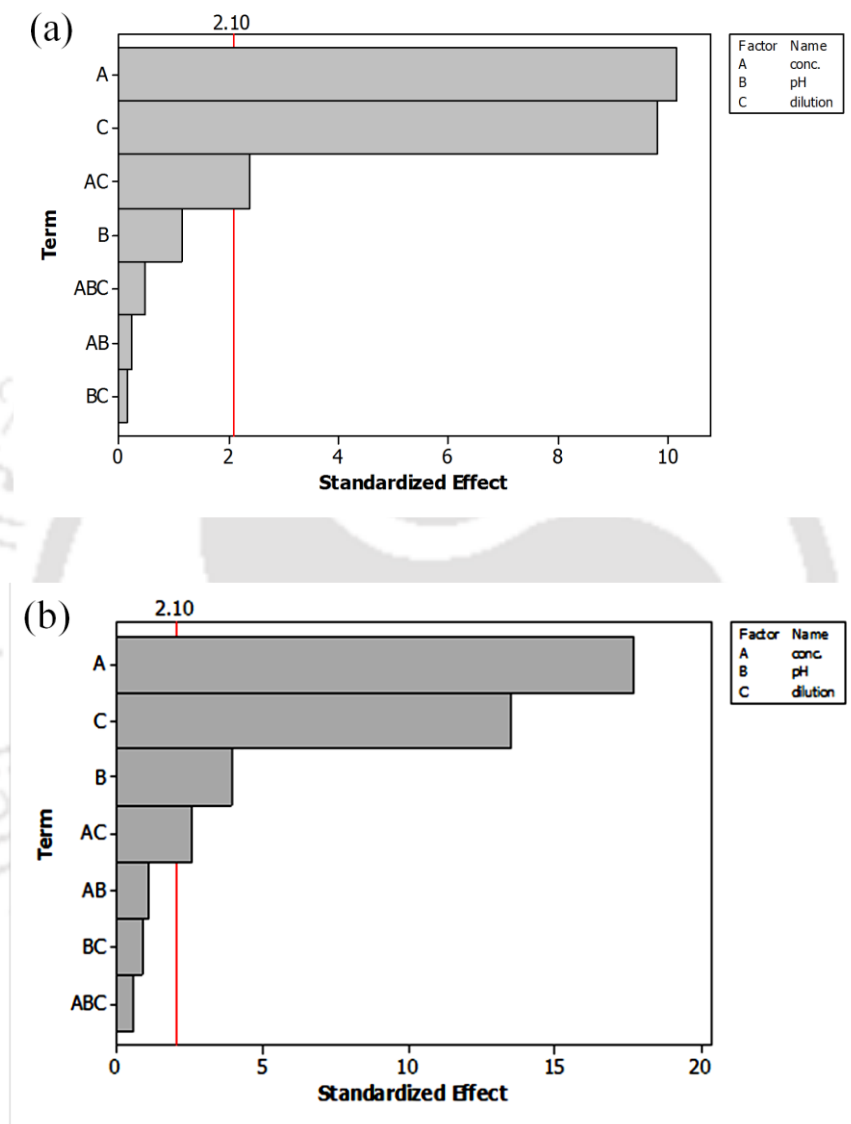 (a)
2.10
Factor Name
A conc.
B pH
C dilution
A
C
AC
B
ABC
AB
BC
Term
0 2 4 6 8 10
Standardized Effect
(b)
2.10
Factor Name
A conc.
B pH
C dilution
A
C
B
AC
AB
BC
ABC
Term
0 5 10 15 20
Standardized Effect